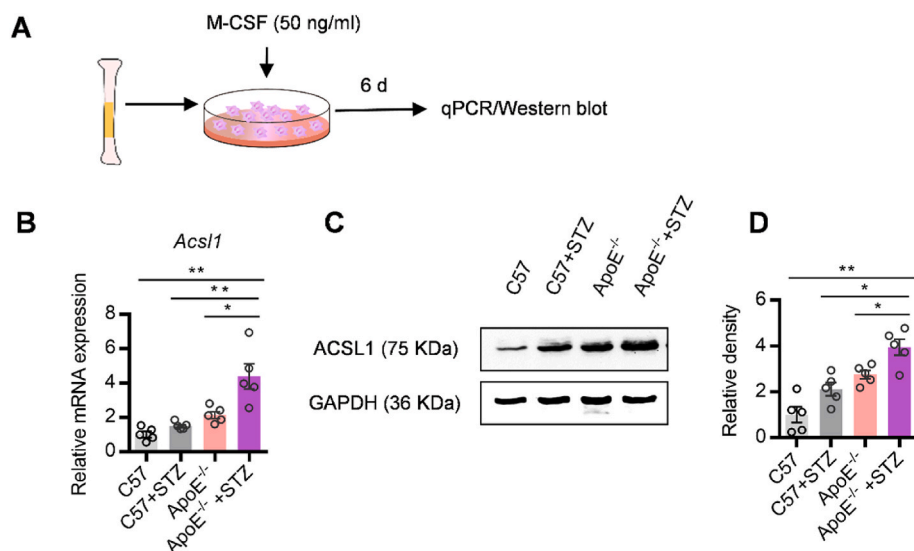 A
M-CSF (50 ng/ml)
6 d
qPCR/Western blot
B
Acsl1
**
**
*
Relative mRNA expression
8
6
4
2
0
C57
C57+STZ
ApoE-/-
ApoE-/- +STZ
C
C57
C57+STZ
ApoE-/-
ApoE-/-+STZ
ACSL1 (75 KDa)
GAPDH (36 KDa)
D
**
*
*
Relative density
6
4
2
0
C57
C57+STZ
ApoE-/-
ApoE-/- +STZ